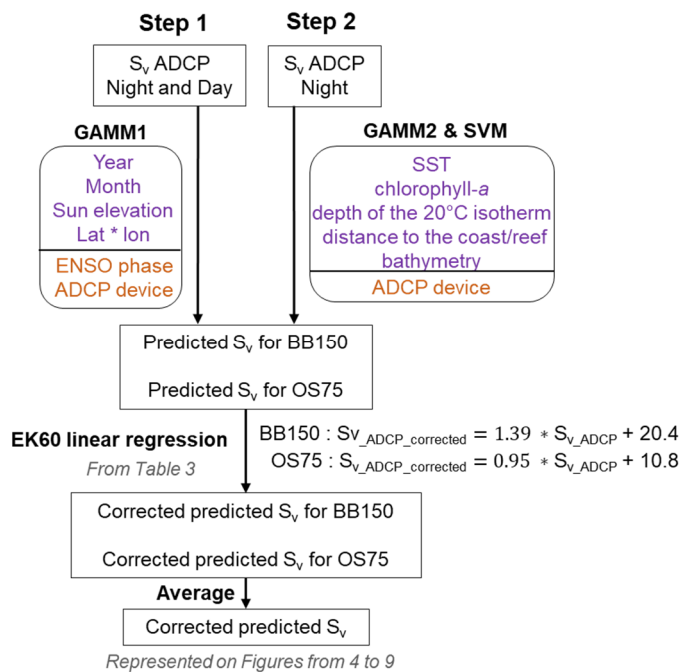 Step 1
Step 2
Sv ADCP
Night and Day
Sv ADCP
Night
GAMM1
Year
Month
Sun elevation
Lat * lon
ENSO phase
ADCP device
GAMM2 & SVM
SST
chlorophyll-a
depth of the 20°C isotherm
distance to the coast/reef
bathymetry
ADCP device
Predicted Sv for BB150
Predicted Sv for OS75
EK60 linear regression
From Table 3
BB150 : Sv_ADCP_corrected = 1.39 * Sv_ADCP + 20.4
OS75 : Sv_ADCP_corrected = 0.95 * Sv_ADCP + 10.8
Corrected predicted Sv for BB150
Corrected predicted Sv for OS75
Average
Corrected predicted Sv
Represented on Figures from 4 to 9